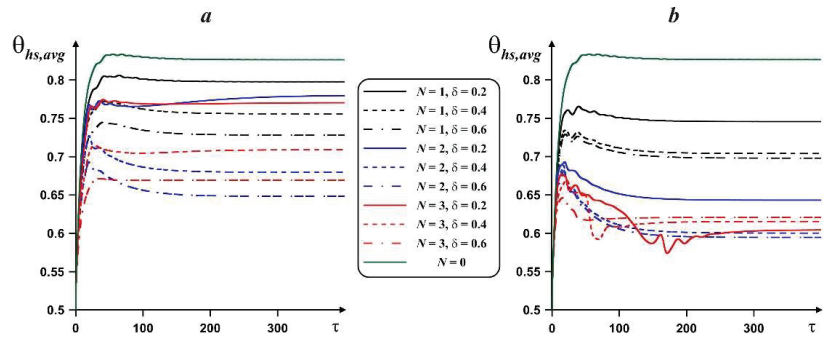 a
b
θhs,avg
θhs,avg
0.8
0.75
0.7
0.65
0.6
0.55
0.5
0
100
200
300
τ
N = 1, δ = 0.2
N = 1, δ = 0.4
N = 1, δ = 0.6
N = 2, δ = 0.2
N = 2, δ = 0.4
N = 2, δ = 0.6
N = 3, δ = 0.2
N = 3, δ = 0.4
N = 3, δ = 0.6
N = 0
0.8
0.75
0.7
0.65
0.6
0.55
0.5
0
100
200
300
τ